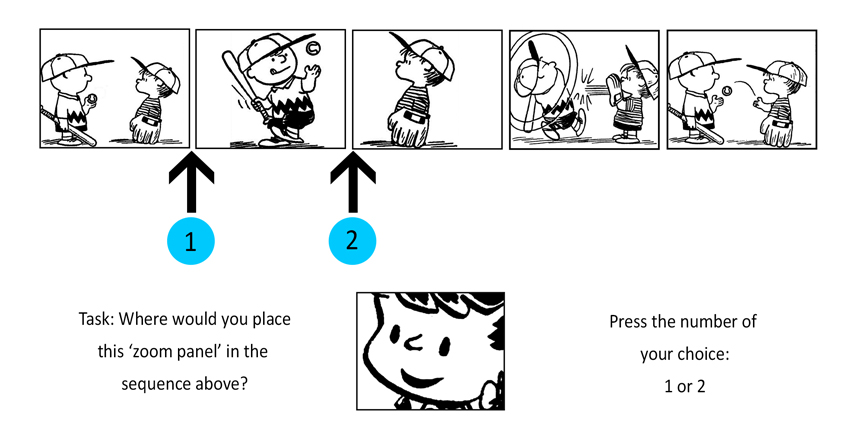 1
2
Task: Where would you place
this ‘zoom panel’ in the
sequence above?
Press the number of
your choice:
1 or 2